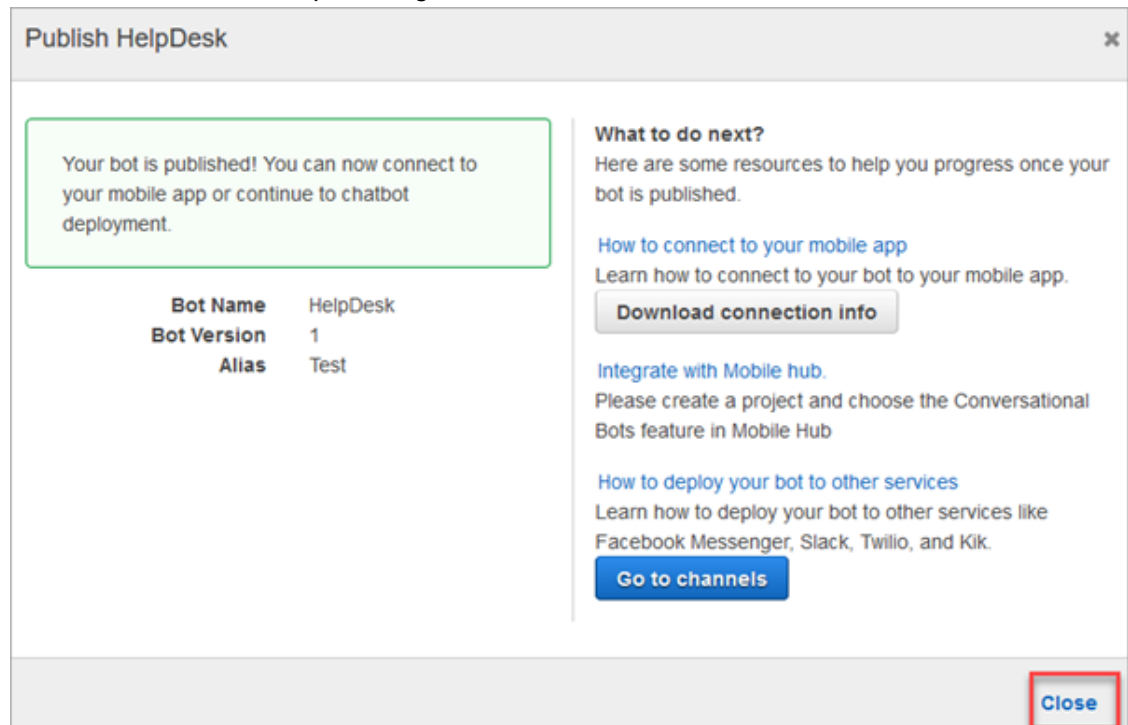 Publish HelpDesk
Your bot is published! You can now connect to
your mobile app or continue to chatbot
deployment.
Bot Name HelpDesk
Bot Version 1
Alias Test
What to do next?
Here are some resources to help you progress once your
bot is published.
How to connect to your mobile app
Learn how to connect to your bot to your mobile app.
Download connection info
Integrate with Mobile hub.
Please create a project and choose the Conversational
Bots feature in Mobile Hub
How to deploy your bot to other services
Learn how to deploy your bot to other services like
Facebook Messenger, Slack, Twilio, and Kik.
Go to channels
Close